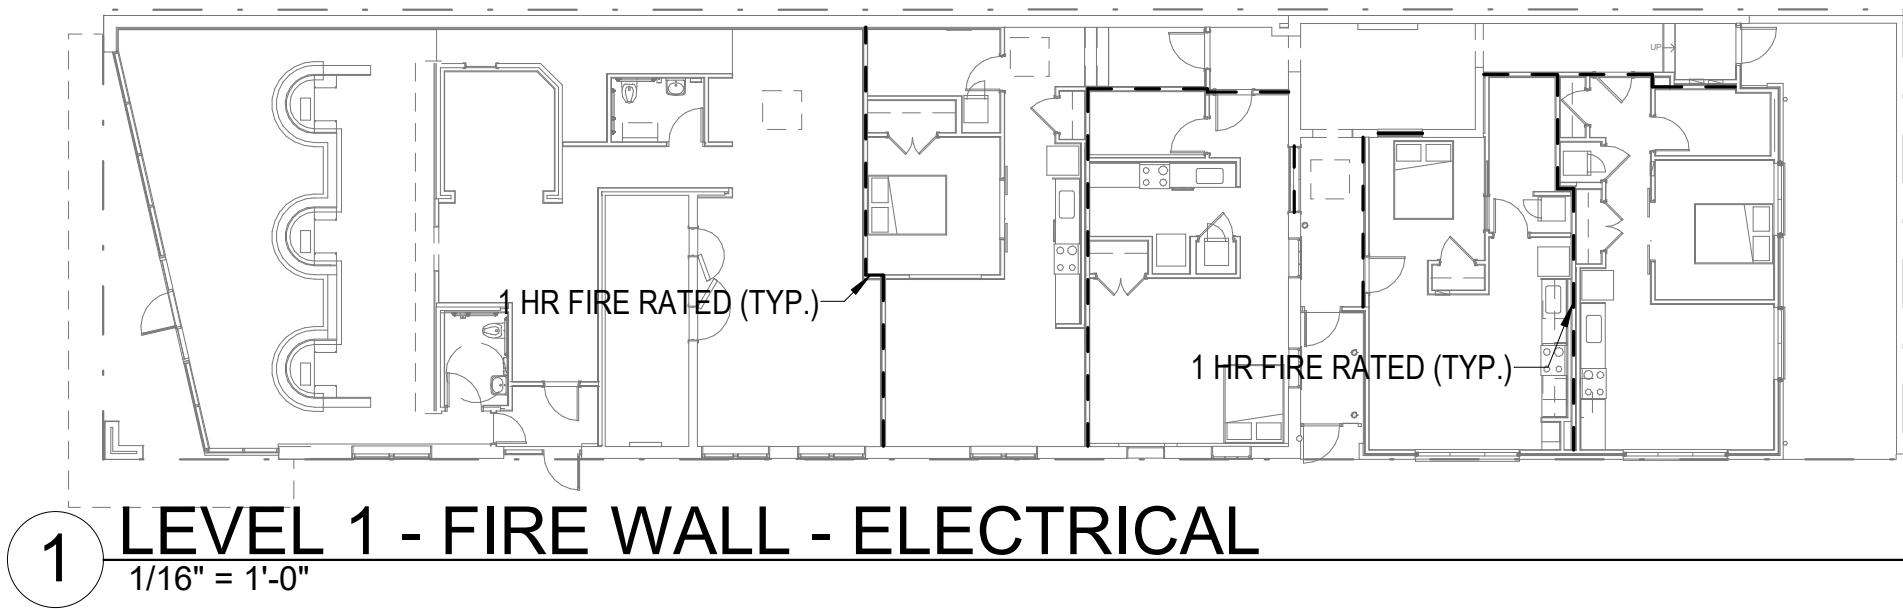 UP
1 HR FIRE RATED (TYP.)
1 HR FIRE RATED (TYP.)
1
LEVEL 1 - FIRE WALL - ELECTRICAL
1/16" = 1'-0"